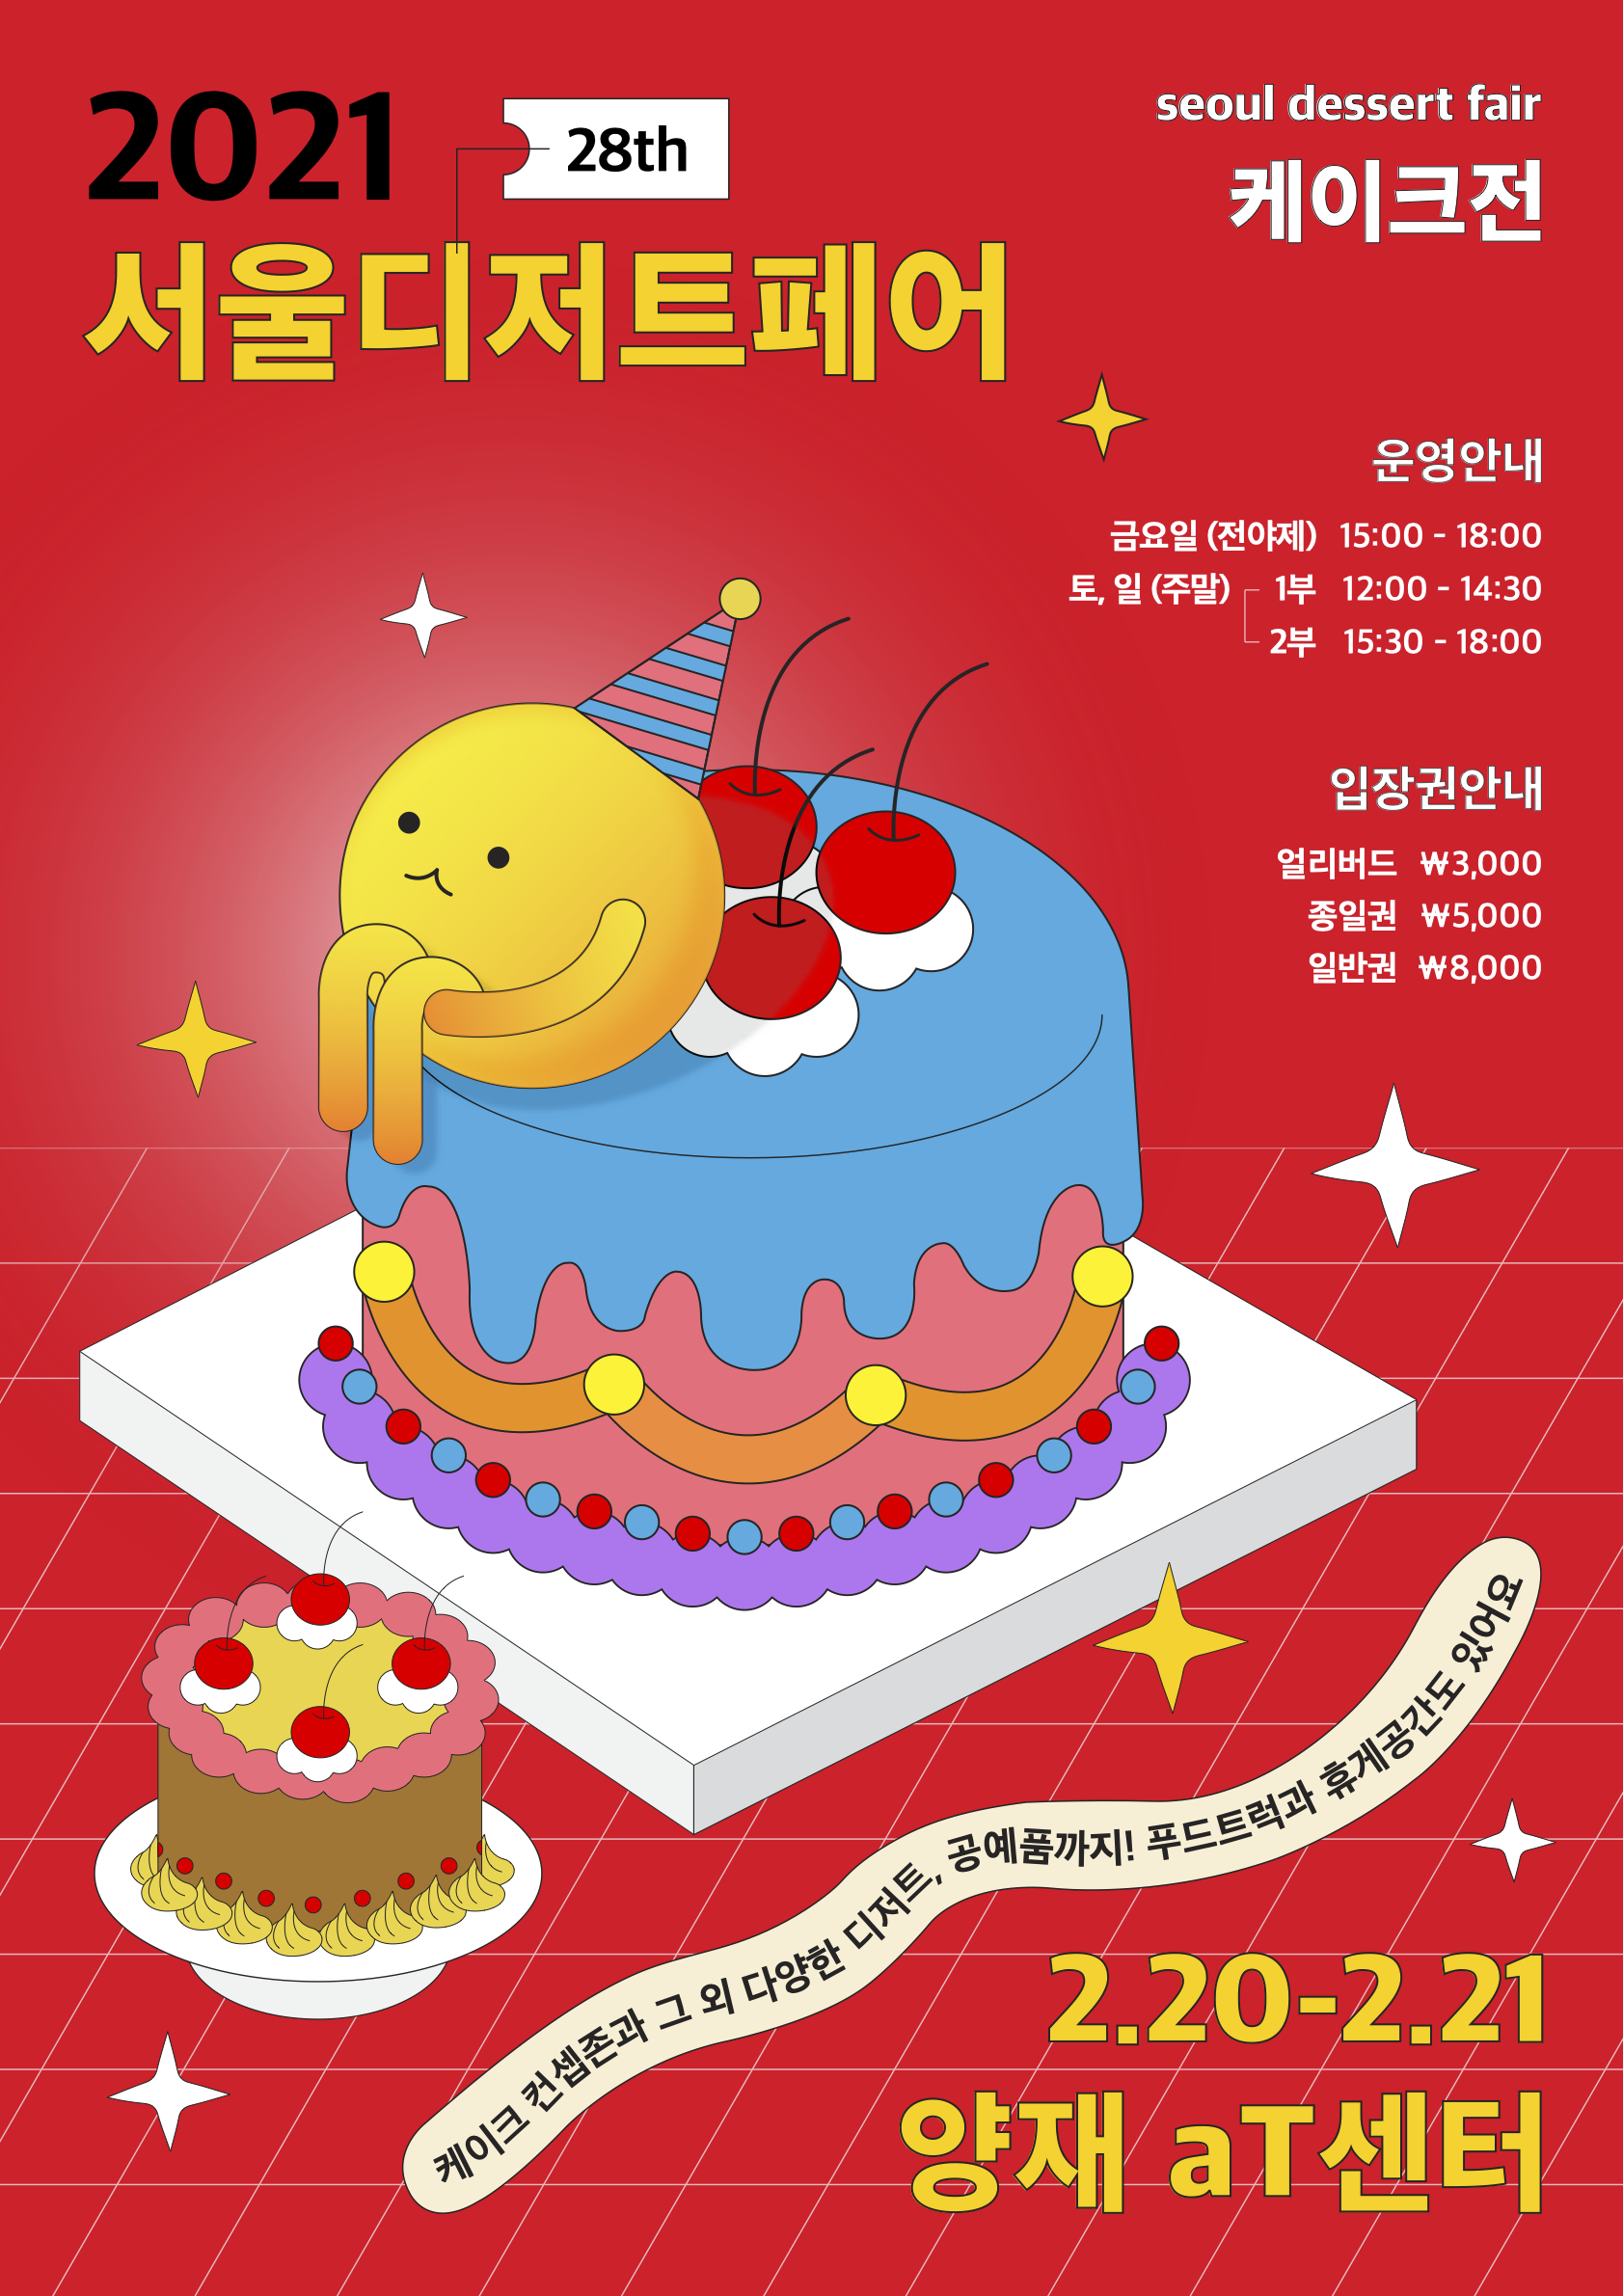 2021
28th
서울디저트페어
seoul dessert fair
케이크전
운영안내
금요일 (전야제) 15:00 - 18:00
토, 일 (주말) 1부 12:00 - 14:30
2부 15:30 - 18:00
입장권안내
얼리버드 ₩3,000
종일권 ₩5,000
일반권 ₩8,000
케이크 컨셉존과 그 외 다양한 디저트, 공예품까지! 푸드트럭과 휴게공간도 있어요
2.20-2.21
양재 aT센터